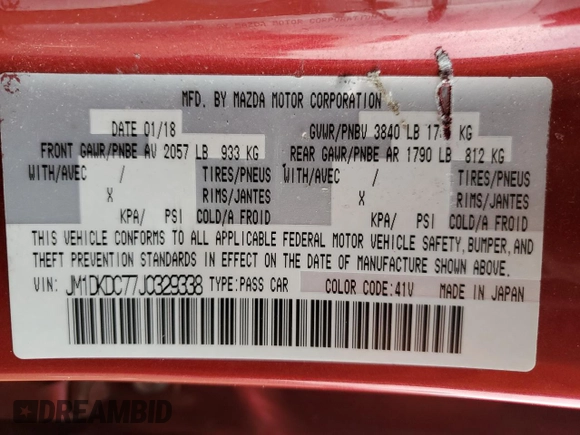 MAZDA MOTOR CORPORATION
MFD. BY MAZDA MOTOR CORPORATION
DATE 01/18 GVWR/PNBV 3840 LB KG
FRONT GAWR/PNBE AV 2057 LB 933 KG REAR GAWR/PNBE AR 1790 LB 812 KG
WITH/AVEC / TIRES/PNEUS WITH/AVEC / TIRES/PNEUS
X RIMS/JANTES X RIMS/JANTES
KPA/ PSI COLD/A FROID KPA/ PSI COLD/A FROID
THIS VEHICLE CONFORMS TO ALL APPLICABLE FEDERAL MOTOR VEHICLE SAFETY, BUMPER, AND
THEFT PREVENTION STANDARDS IN EFFECT ON THE DATE OF MANUFACTURE SHOWN ABOVE.
VIN: JM1DKDC77J0329338 TYPE:PASS CAR COLOR CODE:41V MADE IN JAPAN
DREAMBID